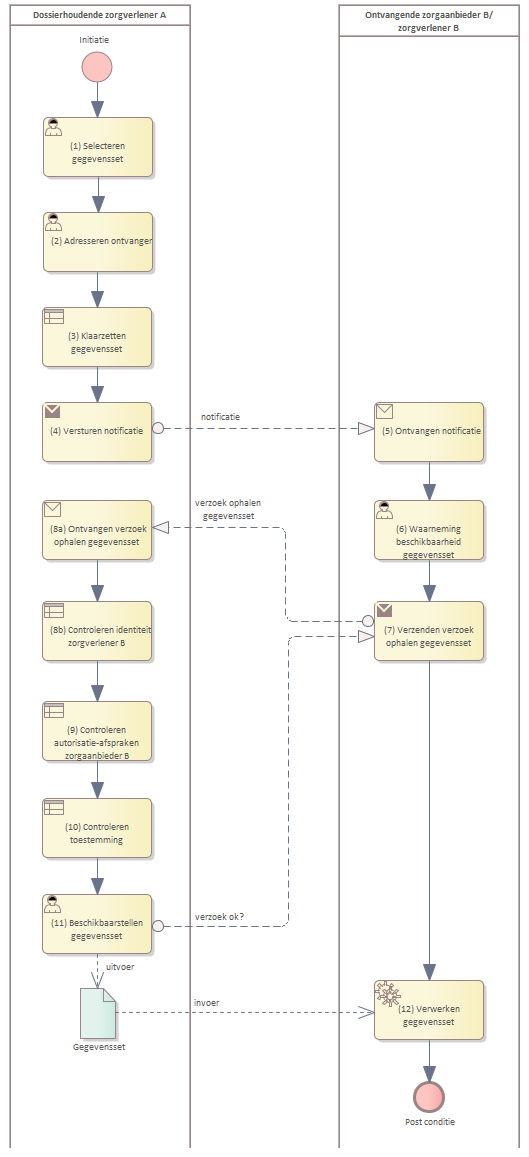 Dossierhoudende zorgverlener A
Ontvangende zorgaanbieder B/
zorgverlener B
Initiatie
(1) Selecteren
gegevensset
(2) Adresseren ontvanger
(3) Klaarzetten
gegevensset
(4) Versturen notificatie
notificatie
(5) Ontvangen notificatie
verzoek ophalen
gegevensset
(8a) Ontvangen verzoek
ophalen gegevensset
(6) Waarneming
beschikbaarheid
gegevensset
(8b) Controleren identiteit
zorgverlener B
(7) Verzenden verzoek
ophalen gegevensset
(9) Controleren
autorisatie-afspraken
zorgaanbieder B
(10) Controleren
toestemming
(11) Beschikbaarstellen
gegevensset
verzoek ok?
uitvoer
invoer
Gegevensset
(12) Verwerken
gegevensset
Post conditie